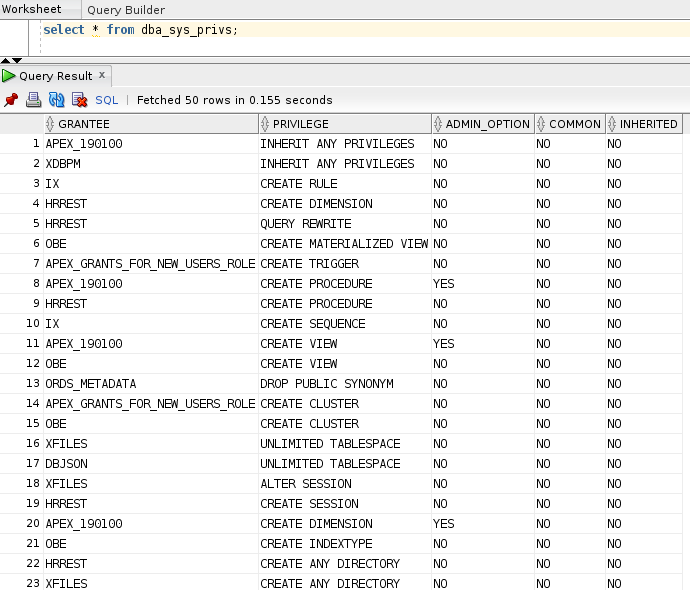 Worksheet Query Builder
select * from dba_sys_privs;
Query Result x
SQL | Fetched 50 rows in 0.155 seconds
GRANTEE PRIVILEGE ADMIN_OPTION COMMON INHERITED
1 APEX_190100 INHERIT ANY PRIVILEGES NO NO NO
2 XDBPM INHERIT ANY PRIVILEGES NO NO NO
3 IX CREATE RULE NO NO NO
4 HRREST CREATE DIMENSION NO NO NO
5 HRREST QUERY REWRITE NO NO NO
6 OBE CREATE MATERIALIZED VIEW NO NO NO
7 APEX_GRANTS_FOR_NEW_USERS_ROLE CREATE TRIGGER NO NO NO
8 APEX_190100 CREATE PROCEDURE YES NO NO
9 HRREST CREATE PROCEDURE NO NO NO
10 IX CREATE SEQUENCE NO NO NO
11 APEX_190100 CREATE VIEW YES NO NO
12 OBE CREATE VIEW NO NO NO
13 ORDS_METADATA DROP PUBLIC SYNONYM NO NO NO
14 APEX_GRANTS_FOR_NEW_USERS_ROLE CREATE CLUSTER NO NO NO
15 OBE CREATE CLUSTER NO NO NO
16 XFILES UNLIMITED TABLESPACE NO NO NO
17 DBJSON UNLIMITED TABLESPACE NO NO NO
18 XFILES ALTER SESSION NO NO NO
19 HRREST CREATE SESSION NO NO NO
20 APEX_190100 CREATE DIMENSION YES NO NO
21 OBE CREATE INDEXTYPE NO NO NO
22 HRREST CREATE ANY DIRECTORY NO NO NO
23 XFILES CREATE ANY DIRECTORY NO NO NO